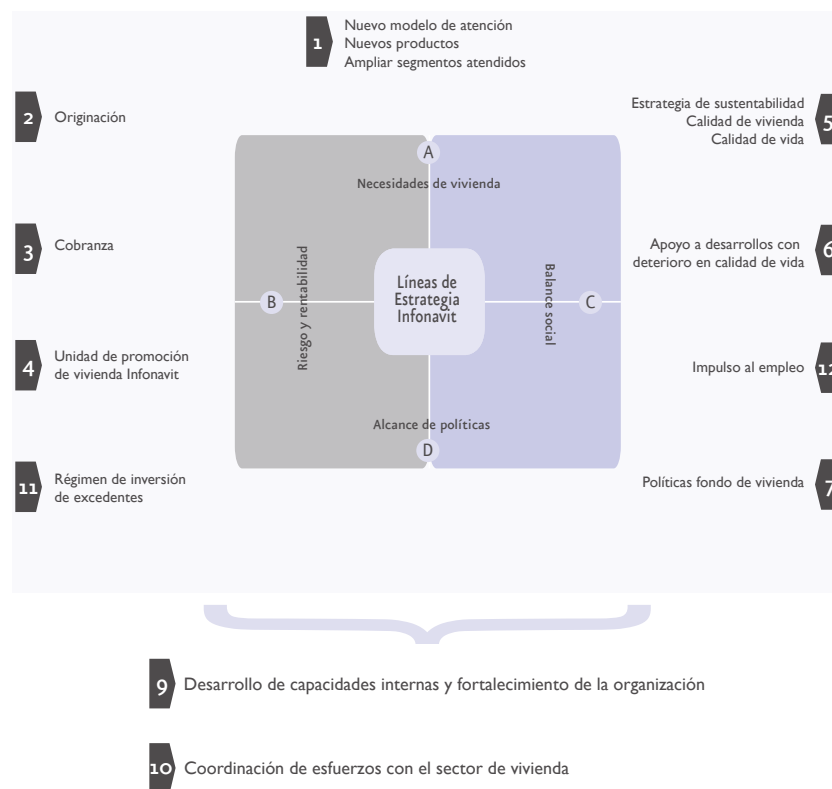 1
Nuevo modelo de atención
Nuevos productos
Ampliar segmentos atendidos
2
Originación
3
Cobranza
4
Unidad de promoción
de vivienda Infonavit
11
Régimen de inversión
de excedentes
A
Necesidades de vivienda
B
Riesgo y rentabilidad
Líneas de
Estrategia
Infonavit
Balance social
C
Alcance de políticas
D
Estrategia de sustentabilidad
Calidad de vivienda
Calidad de vida
5
Apoyo a desarrollos con
deterioro en calidad de vida
6
Impulso al empleo
12
Políticas fondo de vivienda
7
9
Desarrollo de capacidades internas y fortalecimiento de la organización
10
Coordinación de esfuerzos con el sector de vivienda